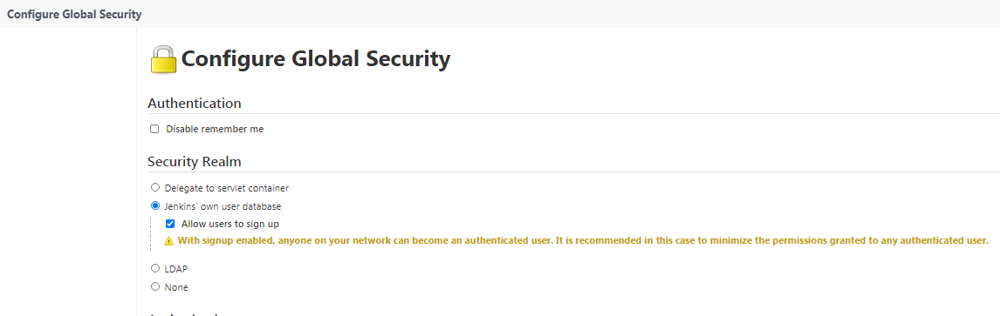 Configure Global Security
Configure Global Security
Authentication
Disable remember me
Security Realm
Delegate to servlet container
Jenkins' own user database
Allow users to sign up
With signup enabled, anyone on your network can become an authenticated user. It is recommended in this case to minimize the permissions granted to any authenticated user.
LDAP
None